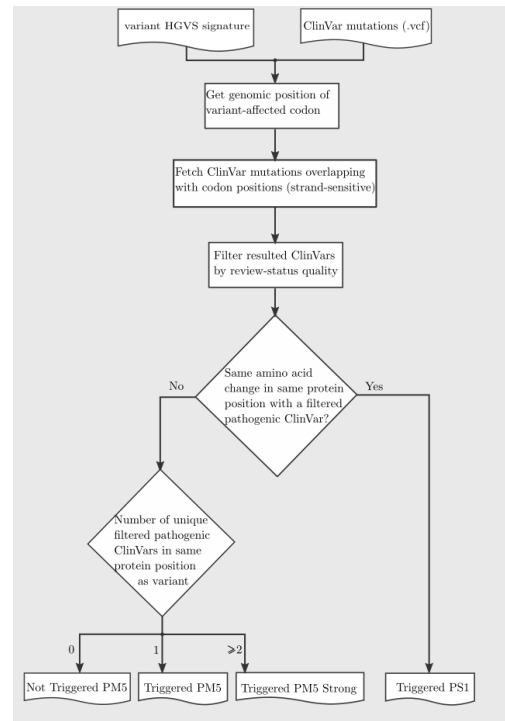 variant HGVS signature
ClinVar mutations (.vcf)
Get genomic position of
variant-affected codon
Fetch ClinVar mutations overlapping
with codon positions (strand-sensitive)
Filter resulted ClinVars
by review-status quality
Same amino acid
change in same protein
position with a filtered
pathogenic ClinVar?
No
Yes
Number of unique
filtered pathogenic
ClinVars in same
protein position
as variant
0
1
⩾2
Not Triggered PM5
Triggered PM5
Triggered PM5 Strong
Triggered PS1